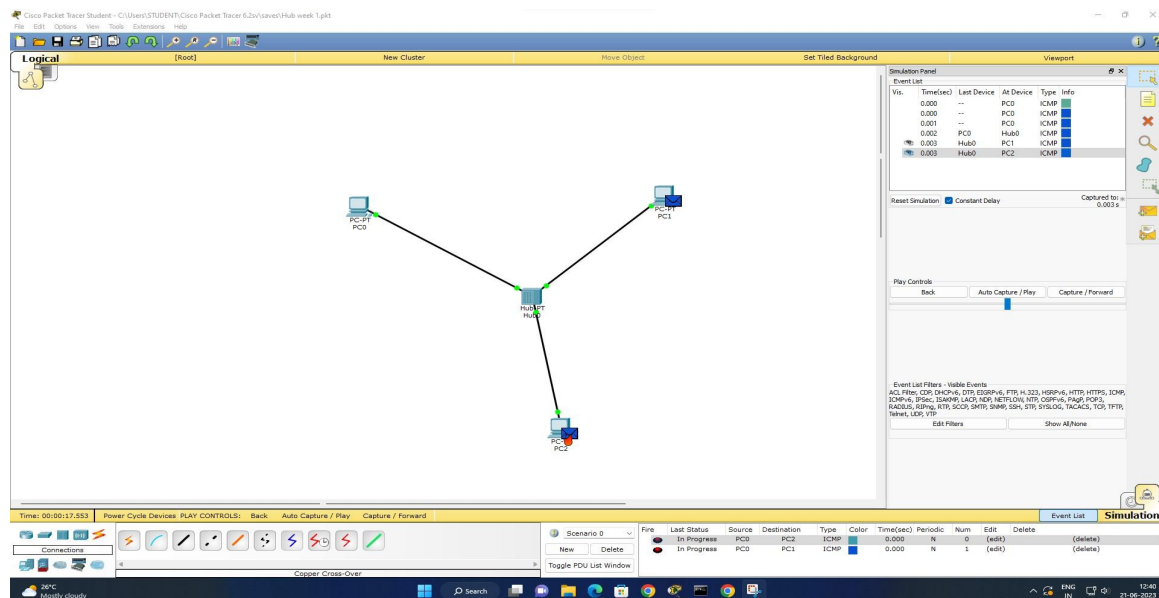 Cisco Packet Tracer Student - C:\Users\STUDENT\Cisco Packet Tracer 6.2sv\saves\Hub week 1.pkt
File Edit Options View Tools Extensions Help
Logical [Root] New Cluster Move Object Set Tiled Background Viewport
Simulation Panel
Event List
Vis. Time(sec) Last Device At Device Type Info
0.000 -- PC0 ICMP
0.000 -- PC0 ICMP
0.001 -- PC0 ICMP
0.002 PC0 Hub0 ICMP
0.003 Hub0 PC1 ICMP
0.003 Hub0 PC2 ICMP
Reset Simulation Constant Delay Captured to: *
0.003 s
PC-PT
PC0
PC-PT
PC1
Hub-PT
Hub0
PC2
Play Controls
Back Auto Capture / Play Capture / Forward
Event List Filters - Visible Events
ACL Filter, CDP, DHCPv6, DTP, EIGRPv6, FTP, H.323, HSRPv6, HTTP, HTTPS, ICMP,
ICMPv6, IPSec, ISAKMP, LACP, NDP, NETFLOW, NTP, OSPFv6, PAgP, POP3,
RADIUS, RIPng, RTP, SCCP, SMTP, SNMP, SSH, STP, SYSLOG, TACACS, TCP, TFTP,
Telnet, UDP, VTP
Edit Filters Show All/None
Time: 00:00:17.553 Power Cycle Devices PLAY CONTROLS: Back Auto Capture / Play Capture / Forward Event List Simulation
Connections
Copper Cross-Over
Scenario 0
New Delete
Toggle PDU List Window
Fire Last Status Source Destination Type Color Time(sec) Periodic Num Edit Delete
In Progress PC0 PC2 ICMP 0.000 N 0 (edit) (delete)
In Progress PC0 PC1 ICMP 0.000 N 1 (edit) (delete)
26°C
Mostly cloudy
Search
ENG
IN
12:40
21-06-2023